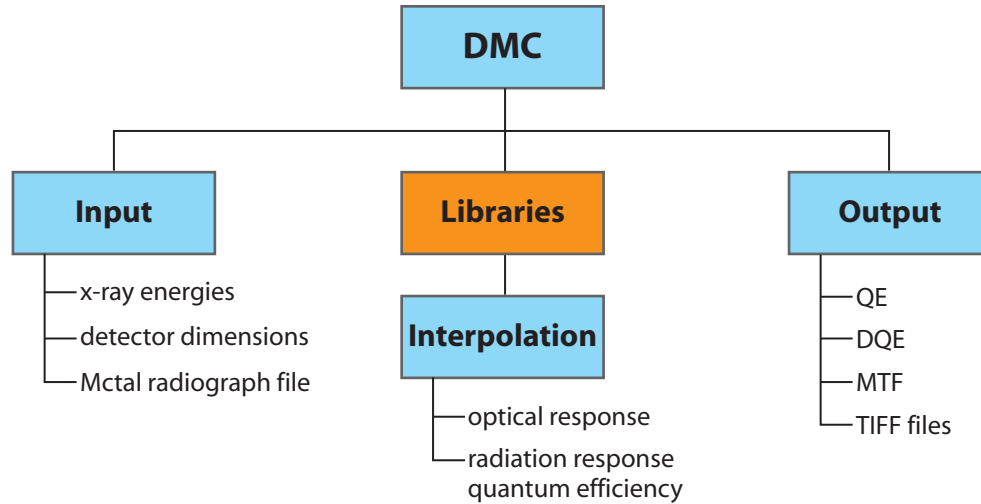 DMC
Input
x-ray energies
detector dimensions
Mctal radiograph file
Libraries
Interpolation
optical response
radiation response
quantum efficiency
Output
QE
DQE
MTF
TIFF files